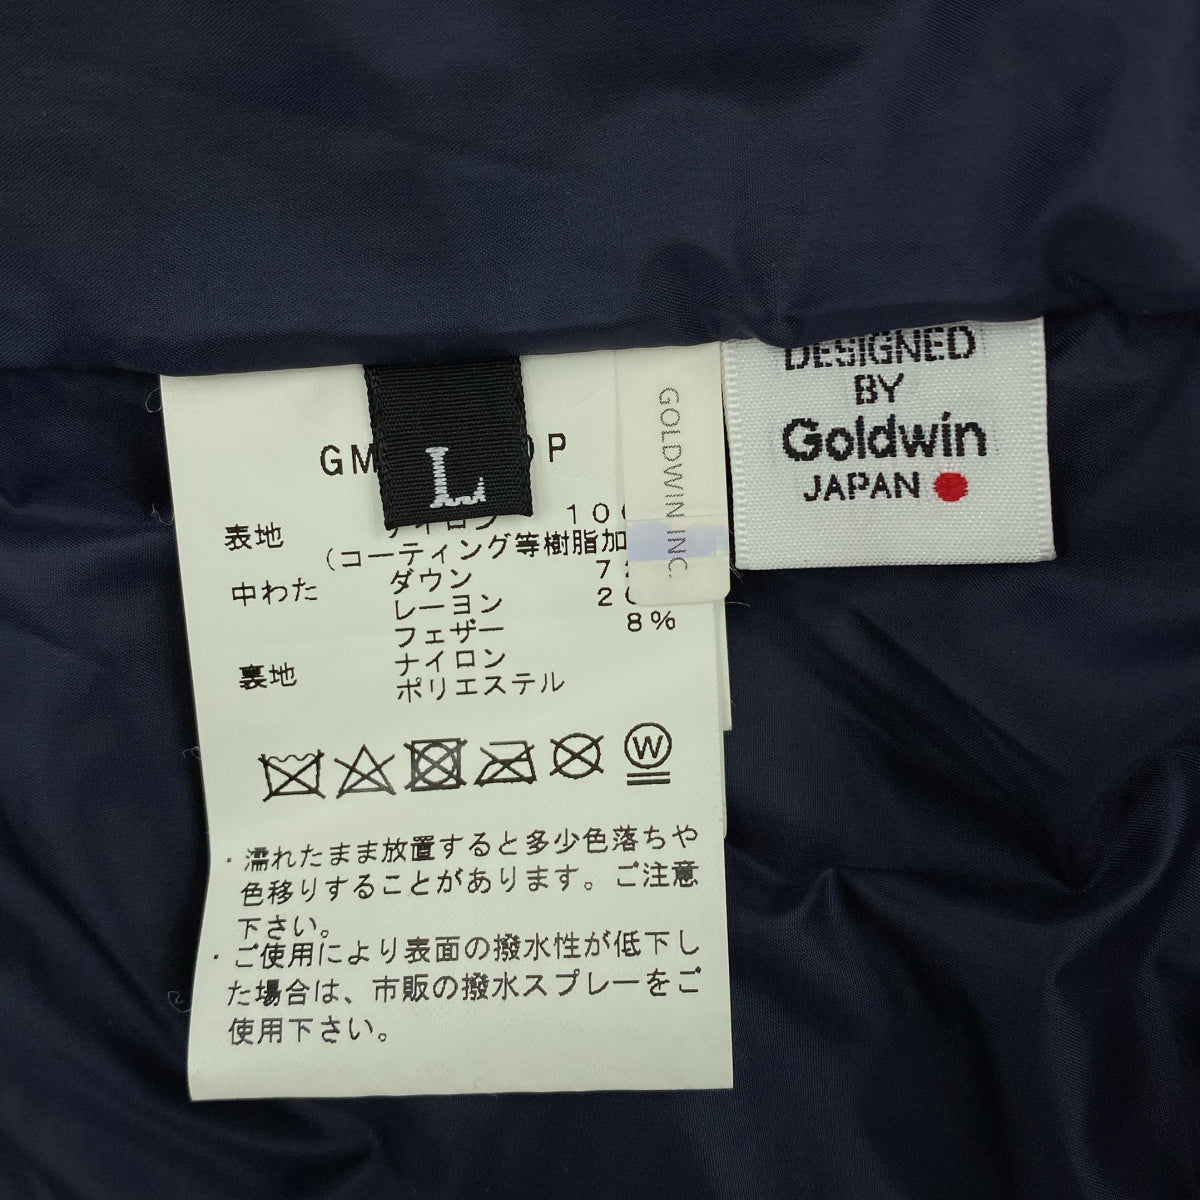 DESIGNED
BY
Goldwin
JAPAN
GOLDWIN INC.
L
表地 ナイロン
(コーティング等樹脂加
中わた ダウン
レーヨン
フェザー 8%
裏地 ナイロン
ポリエステル
W
・濡れたまま放置すると多少色落ちや
色移りすることがあります。ご注意
下さい。
・ご使用により表面の撥水性が低下し
た場合は、市販の撥水スプレーをご
使用下さい。